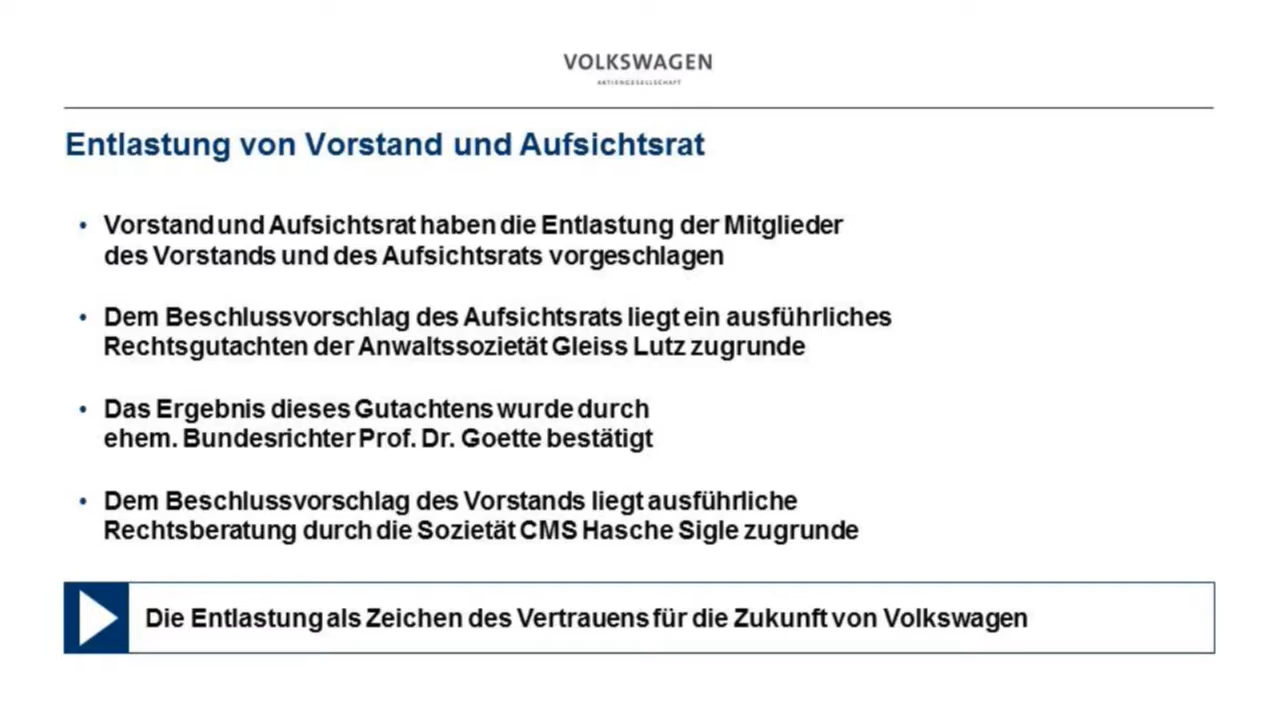 VOLKSWAGEN
AKTIENGESELLSCHAFT
Entlastung von Vorstand und Aufsichtsrat
• Vorstand und Aufsichtsrat haben die Entlastung der Mitglieder
des Vorstands und des Aufsichtsrats vorgeschlagen
• Dem Beschlussvorschlag des Aufsichtsrats liegt ein ausführliches
Rechtsgutachten der Anwaltssozietät Gleiss Lutz zugrunde
• Das Ergebnis dieses Gutachtens wurde durch
ehem. Bundesrichter Prof. Dr. Goette bestätigt
• Dem Beschlussvorschlag des Vorstands liegt ausführliche
Rechtsberatung durch die Sozietät CMS Hasche Sigle zugrunde
Die Entlastung als Zeichen des Vertrauens für die Zukunft von Volkswagen